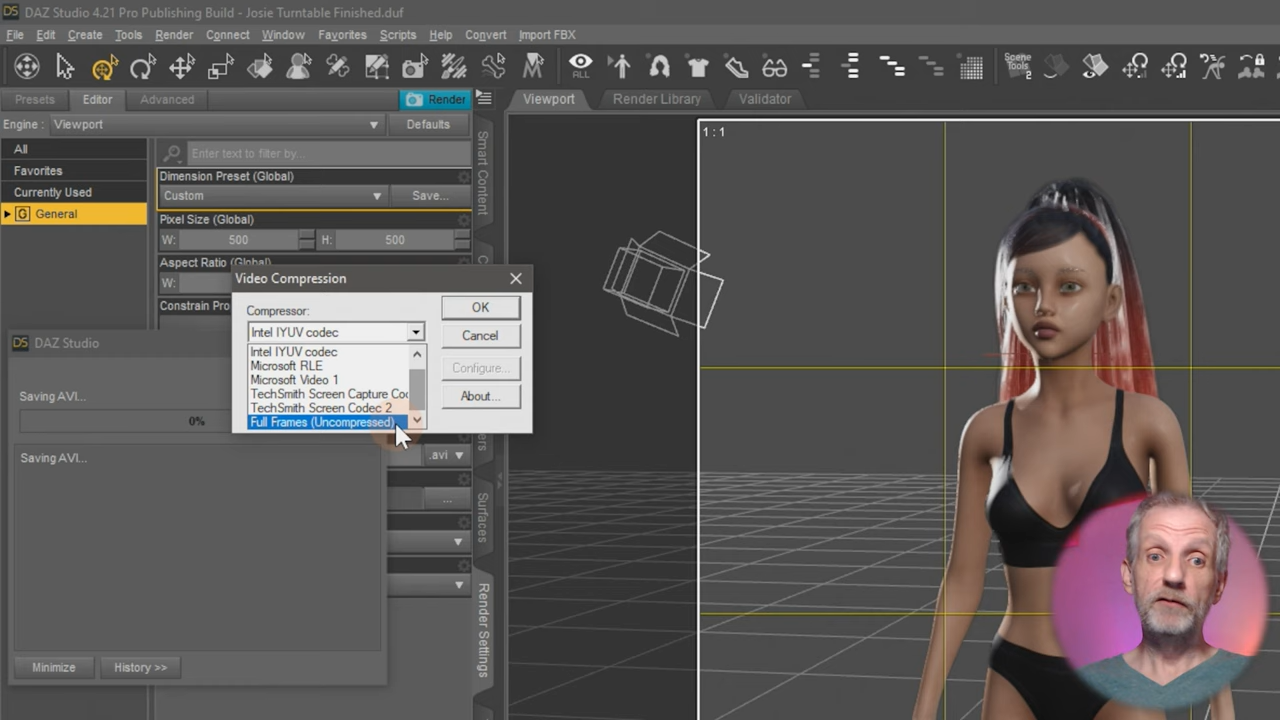 DS DAZ Studio 4.21 Pro Publishing Build - Josie Turntable Finished.duf
File Edit Create Tools Render Connect Window Favorites Scripts Help Convert Import FBX
ALL
Scene Tools 2
Presets Editor Advanced Render
Viewport Render Library Validator
Engine : Viewport Defaults
All
Favorites
Currently Used
G General
Enter text to filter by...
Dimension Preset (Global)
Custom Save...
Pixel Size (Global)
W: 500 H: 500
Aspect Ratio (Global)
W:
Constrain Pro
Smart Content
Surfaces
Render Settings
1 : 1
Video Compression
Compressor:
Intel IYUV codec
Intel IYUV codec
Microsoft RLE
Microsoft Video 1
TechSmith Screen Capture Co
TechSmith Screen Codec 2
Full Frames (Uncompressed)
OK
Cancel
Configure...
About...
DS DAZ Studio
Saving AVI...
0%
Saving AVI...
.avi
...
Minimize History >>